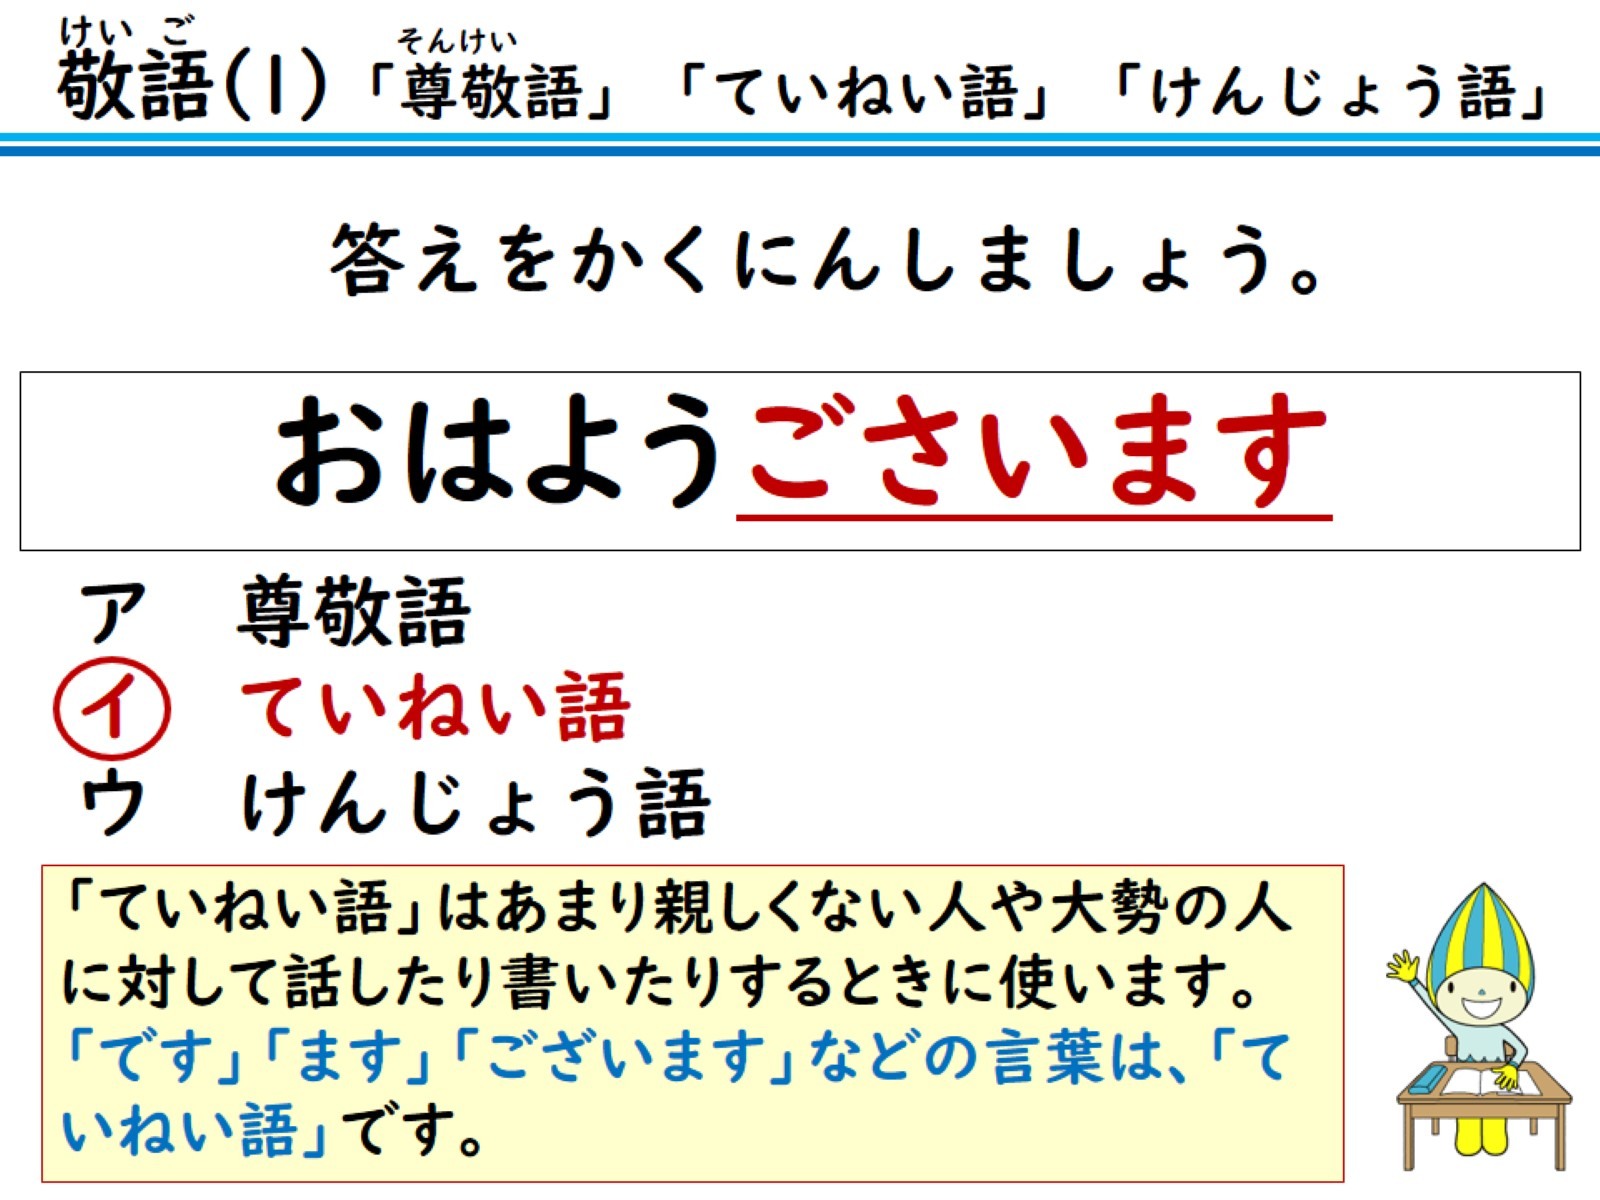 けい ご
そんけい
敬語(1)「尊敬語」「ていねい語」「けんじょう語」
答えをかくにんしましょう。
おはようごさいます
ア 尊敬語
イ ていねい語
ウ けんじょう語
「ていねい語」はあまり親しくない人や大勢の人
に対して話したり書いたりするときに使います。
「です」「ます」「ございます」などの言葉は、「て
いねい語」です。